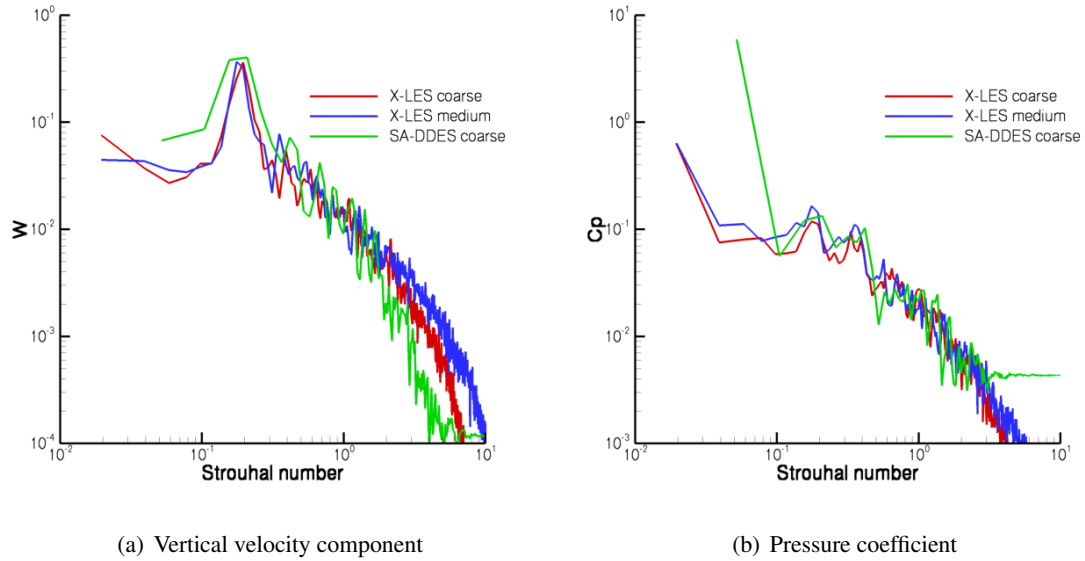 10^0
10^-1
10^-2
10^-3
10^-4
W
10^-2
10^-1
10^0
10^1
Strouhal number
X-LES coarse
X-LES medium
SA-DDES coarse
(a) Vertical velocity component
10^1
10^0
10^-1
10^-2
10^-3
Cp
10^-2
10^-1
10^0
10^1
Strouhal number
X-LES coarse
X-LES medium
SA-DDES coarse
(b) Pressure coefficient